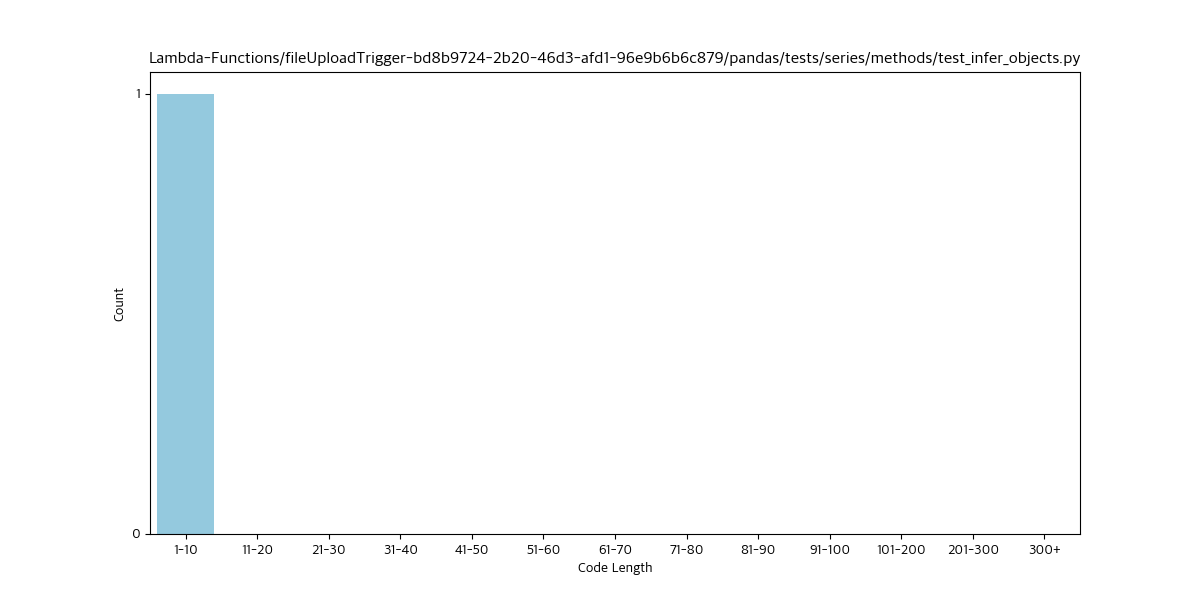 Lambda-Functions/fileUploadTrigger-bd8b9724-2b20-46d3-afd1-96e9b6b6c879/pandas/tests/series/methods/test_infer_objects.py
1
Count
0
1-10 11-20 21-30 31-40 41-50 51-60 61-70 71-80 81-90 91-100 101-200 201-300 300+
Code Length